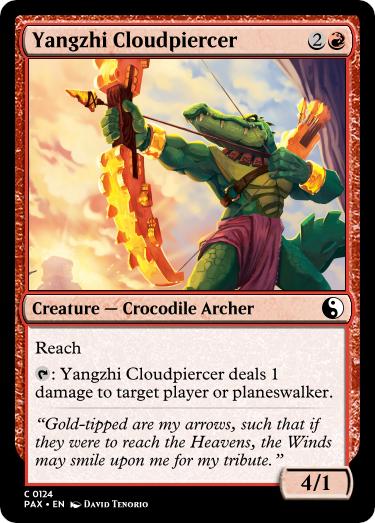 Yangzhi Cloudpiercer 2
Creature — Crocodile Archer
Reach
: Yangzhi Cloudpiercer deals 1
damage to target player or planeswalker.
“Gold-tipped are my arrows, such that if
they were to reach the Heavens, the Winds
may smile upon me for my tribute.”
4/1
C 0124
PAX • EN DAVID TENORIO